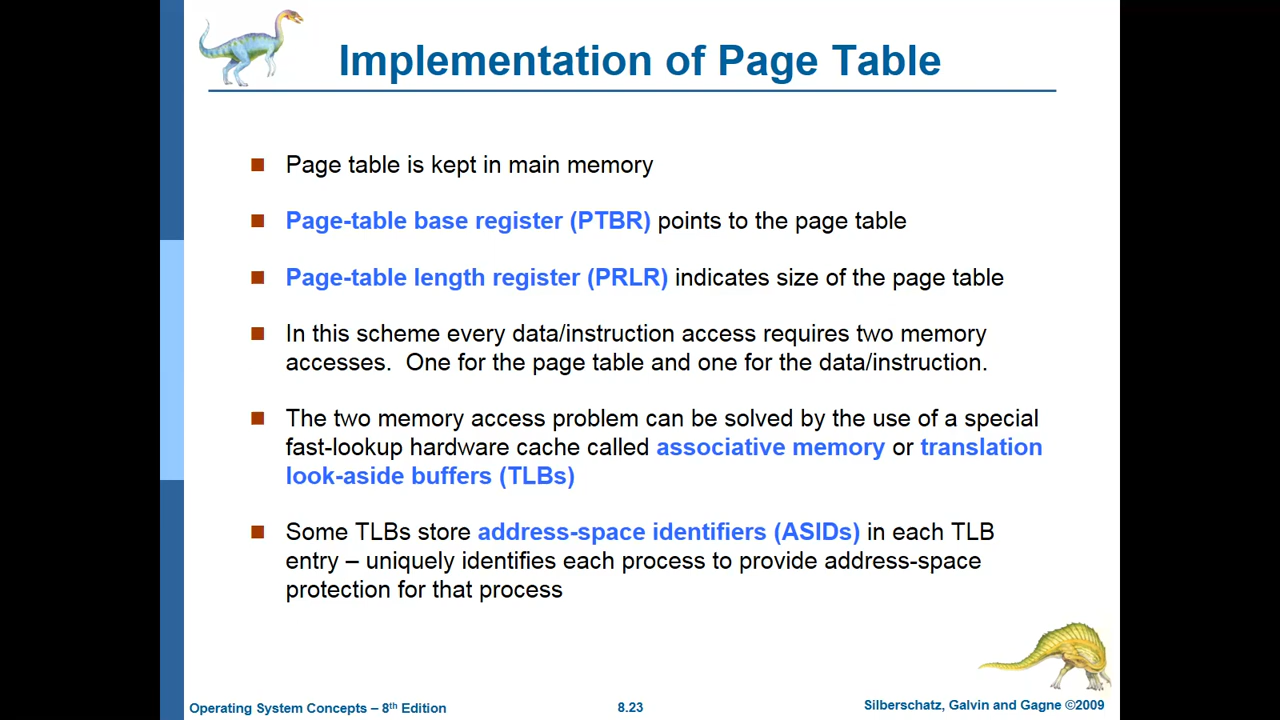 Implementation of Page Table
Page table is kept in main memory
Page-table base register (PTBR) points to the page table
Page-table length register (PRLR) indicates size of the page table
In this scheme every data/instruction access requires two memory
accesses.  One for the page table and one for the data/instruction.
The two memory access problem can be solved by the use of a special
fast-lookup hardware cache called associative memory or translation
look-aside buffers (TLBs)
Some TLBs store address-space identifiers (ASIDs) in each TLB
entry – uniquely identifies each process to provide address-space
protection for that process
Operating System Concepts – 8th Edition
8.23
Silberschatz, Galvin and Gagne ©2009